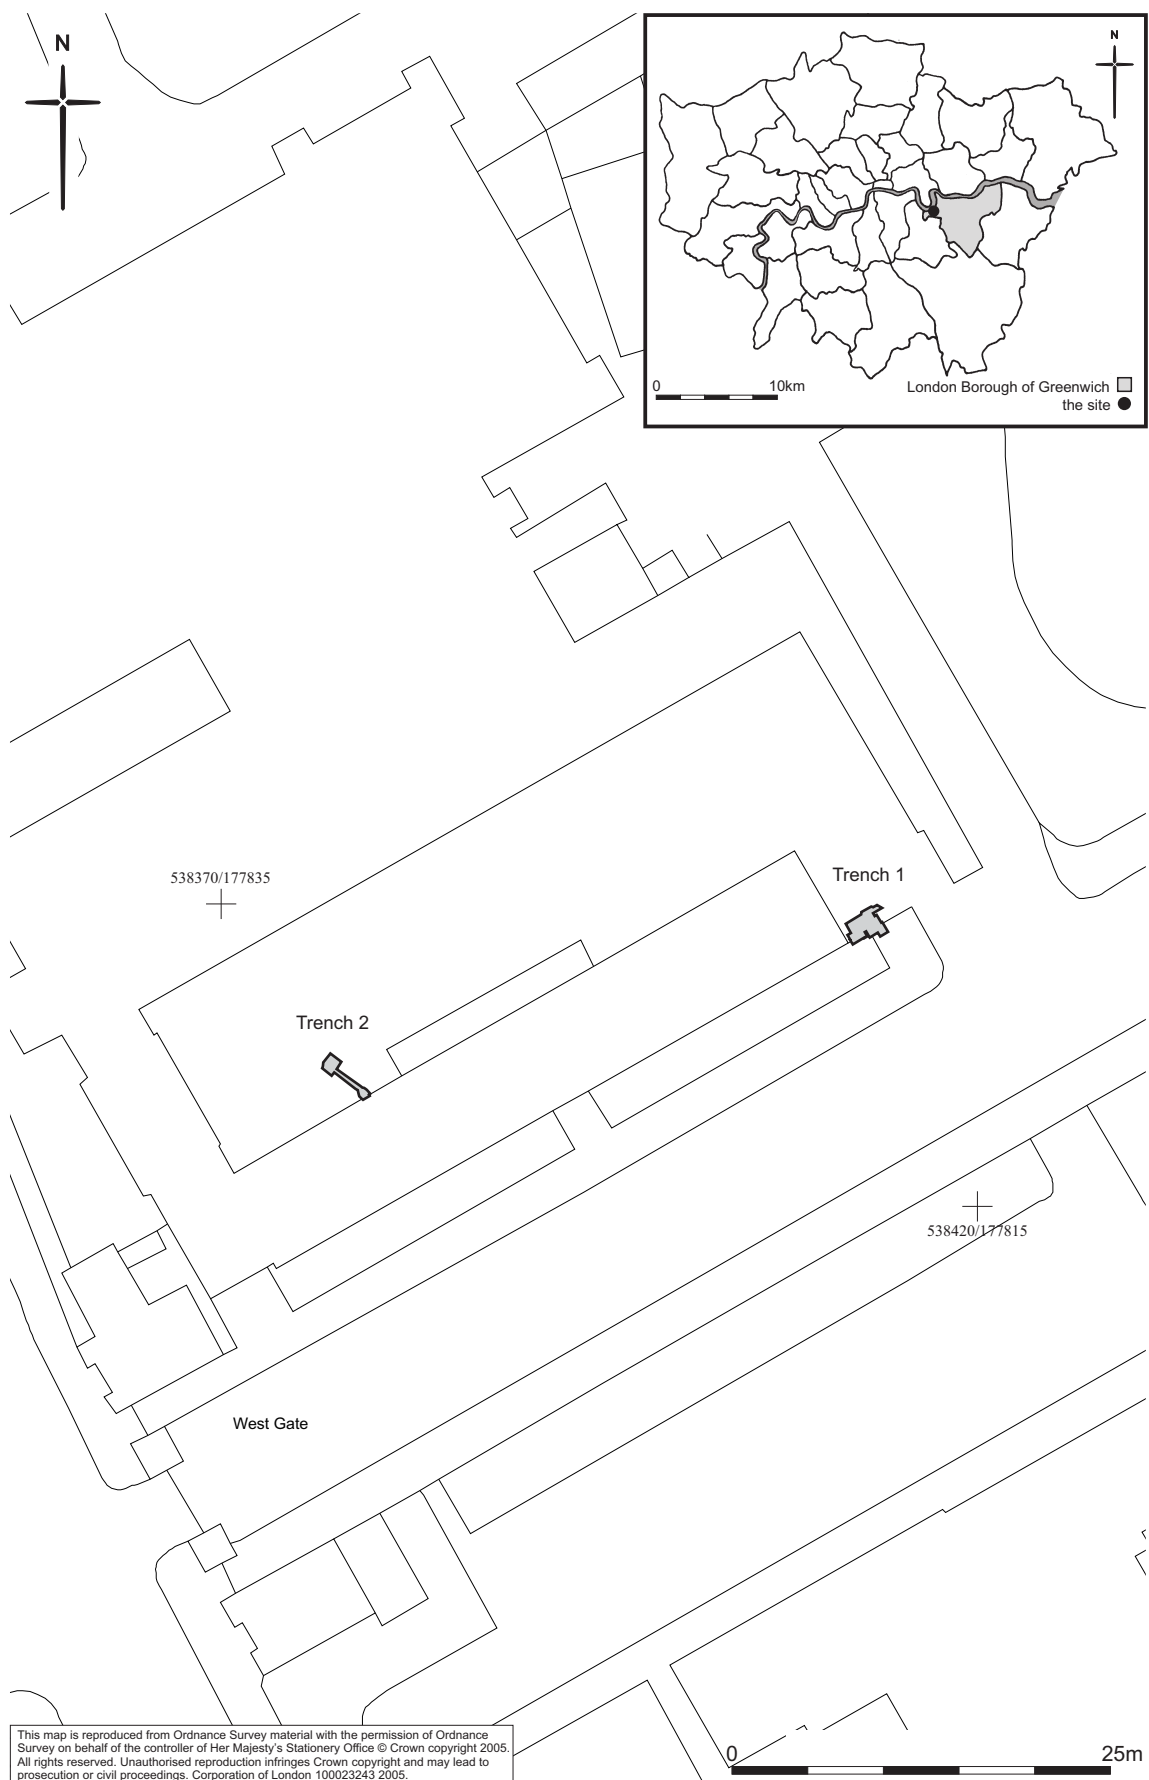 N
N
0 10km
London Borough of Greenwich
the site
Trench 1
538370/177835
Trench 2
538420/177815
West Gate
This map is reproduced from Ordnance Survey material with the permission of Ordnance
Survey on behalf of the controller of Her Majesty's Stationery Office © Crown copyright 2005.
All rights reserved. Unauthorised reproduction infringes Crown copyright and may lead to
prosecution or civil proceedings. Corporation of London 100023243 2005.
0 25m